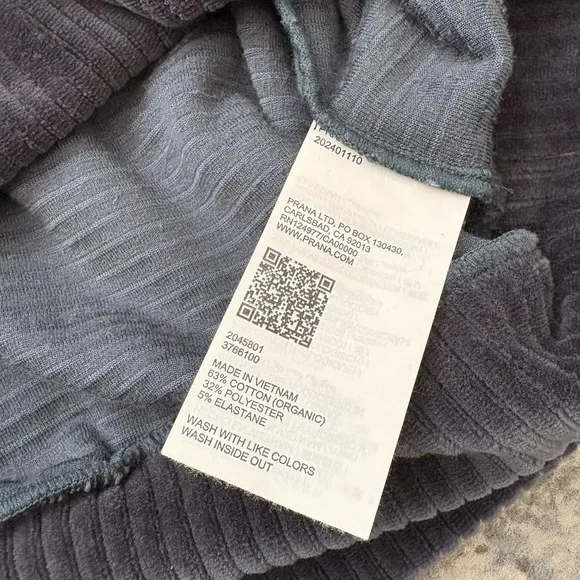 202401110
PRANA LTD, PO BOX 130430,
CARLSBAD, CA 92013
RN124977/CA00000
WWW.PRANA.COM
2045801
3766100
MADE IN VIETNAM
63% COTTON (ORGANIC)
32% POLYESTER
5% ELASTANE
WASH WITH LIKE COLORS
WASH INSIDE OUT